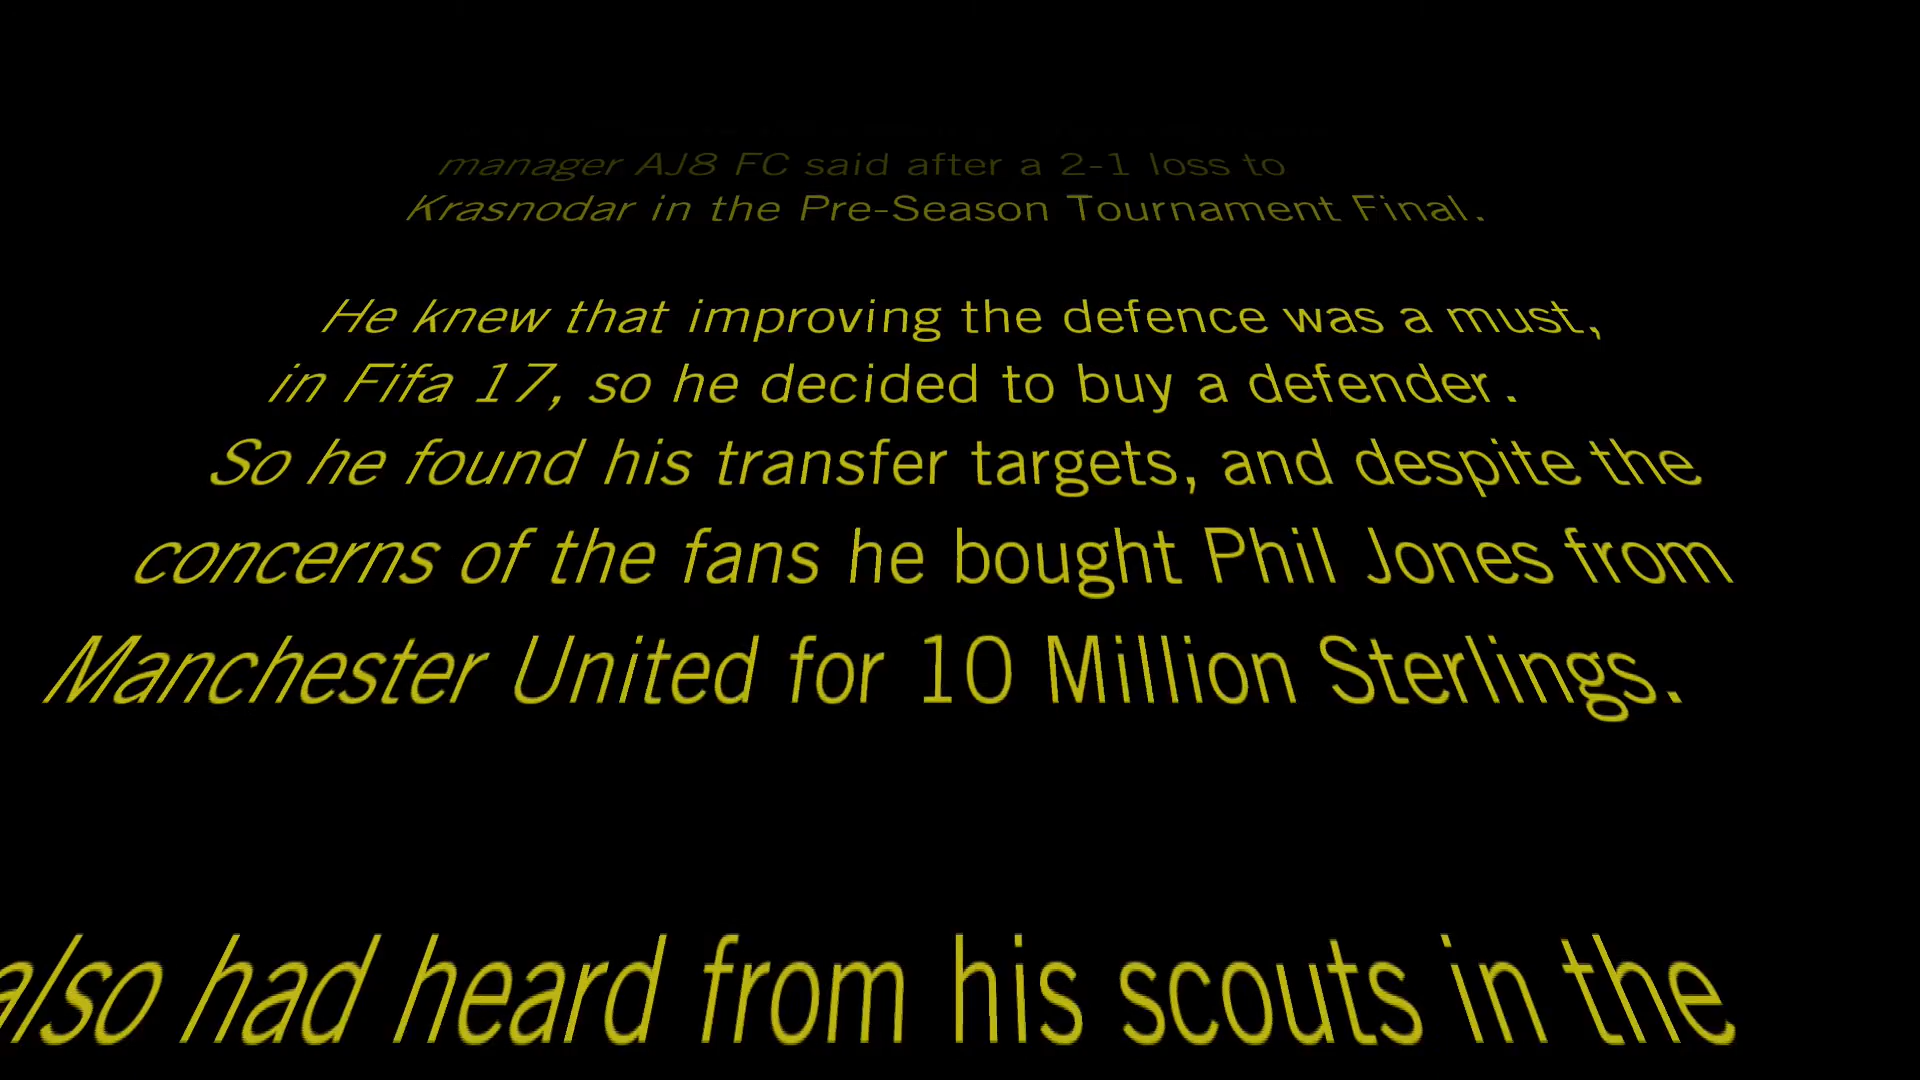 manager AJ8 FC said after a 2-1 loss to
Krasnodar in the Pre-Season Tournament Final.
He knew that improving the defence was a must,
in Fifa 17, so he decided to buy a defender.
So he found his transfer targets, and despite the
concerns of the fans he bought Phil Jones from
Manchester United for 10 Million Sterlings.
also had heard from his scouts in the